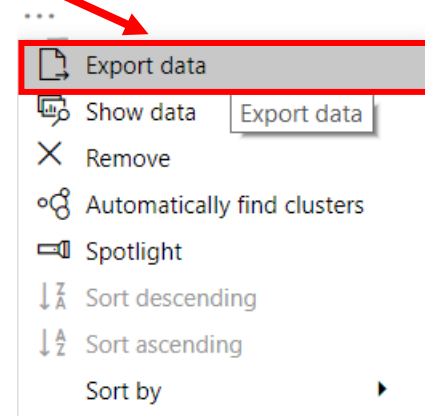 ...
Export data
Show data
Export data
Remove
Automatically find clusters
Spotlight
Sort descending
Sort ascending
Sort by